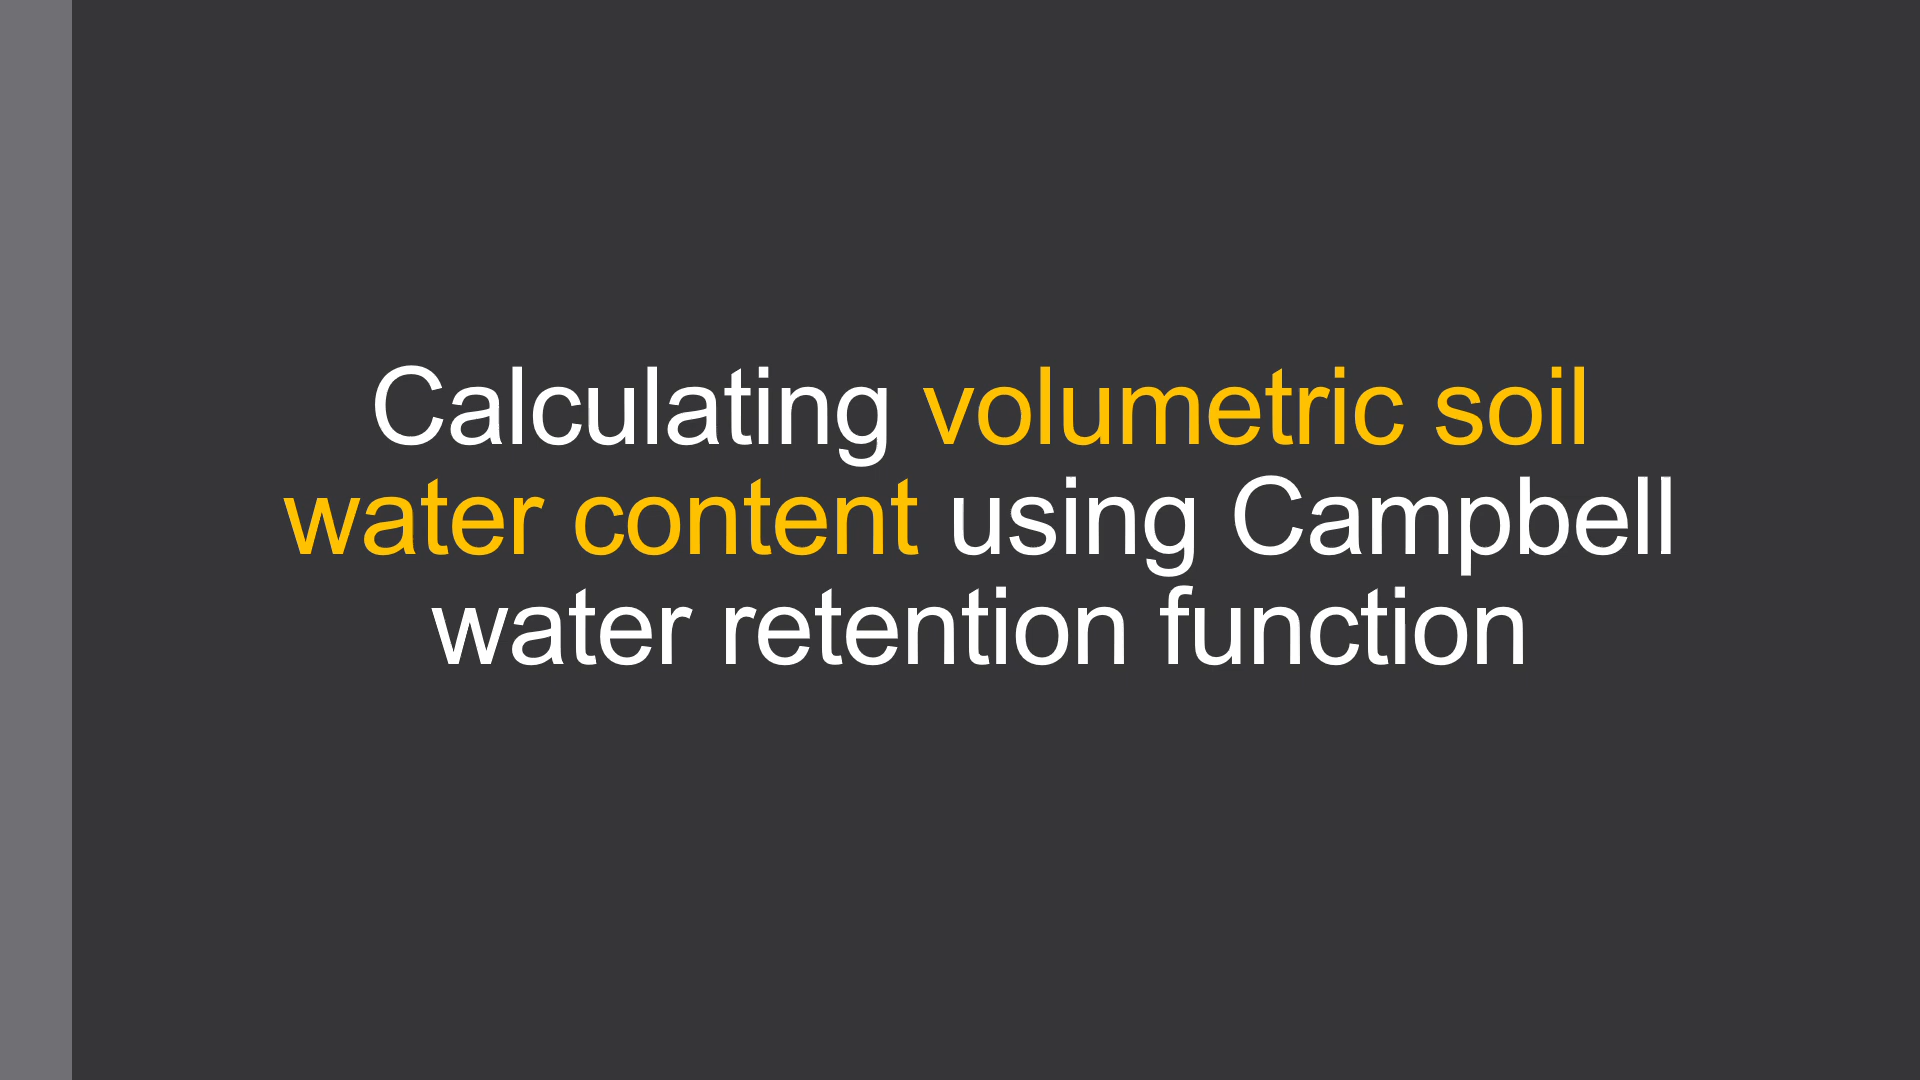 Calculating volumetric soil
water content using Campbell
water retention function